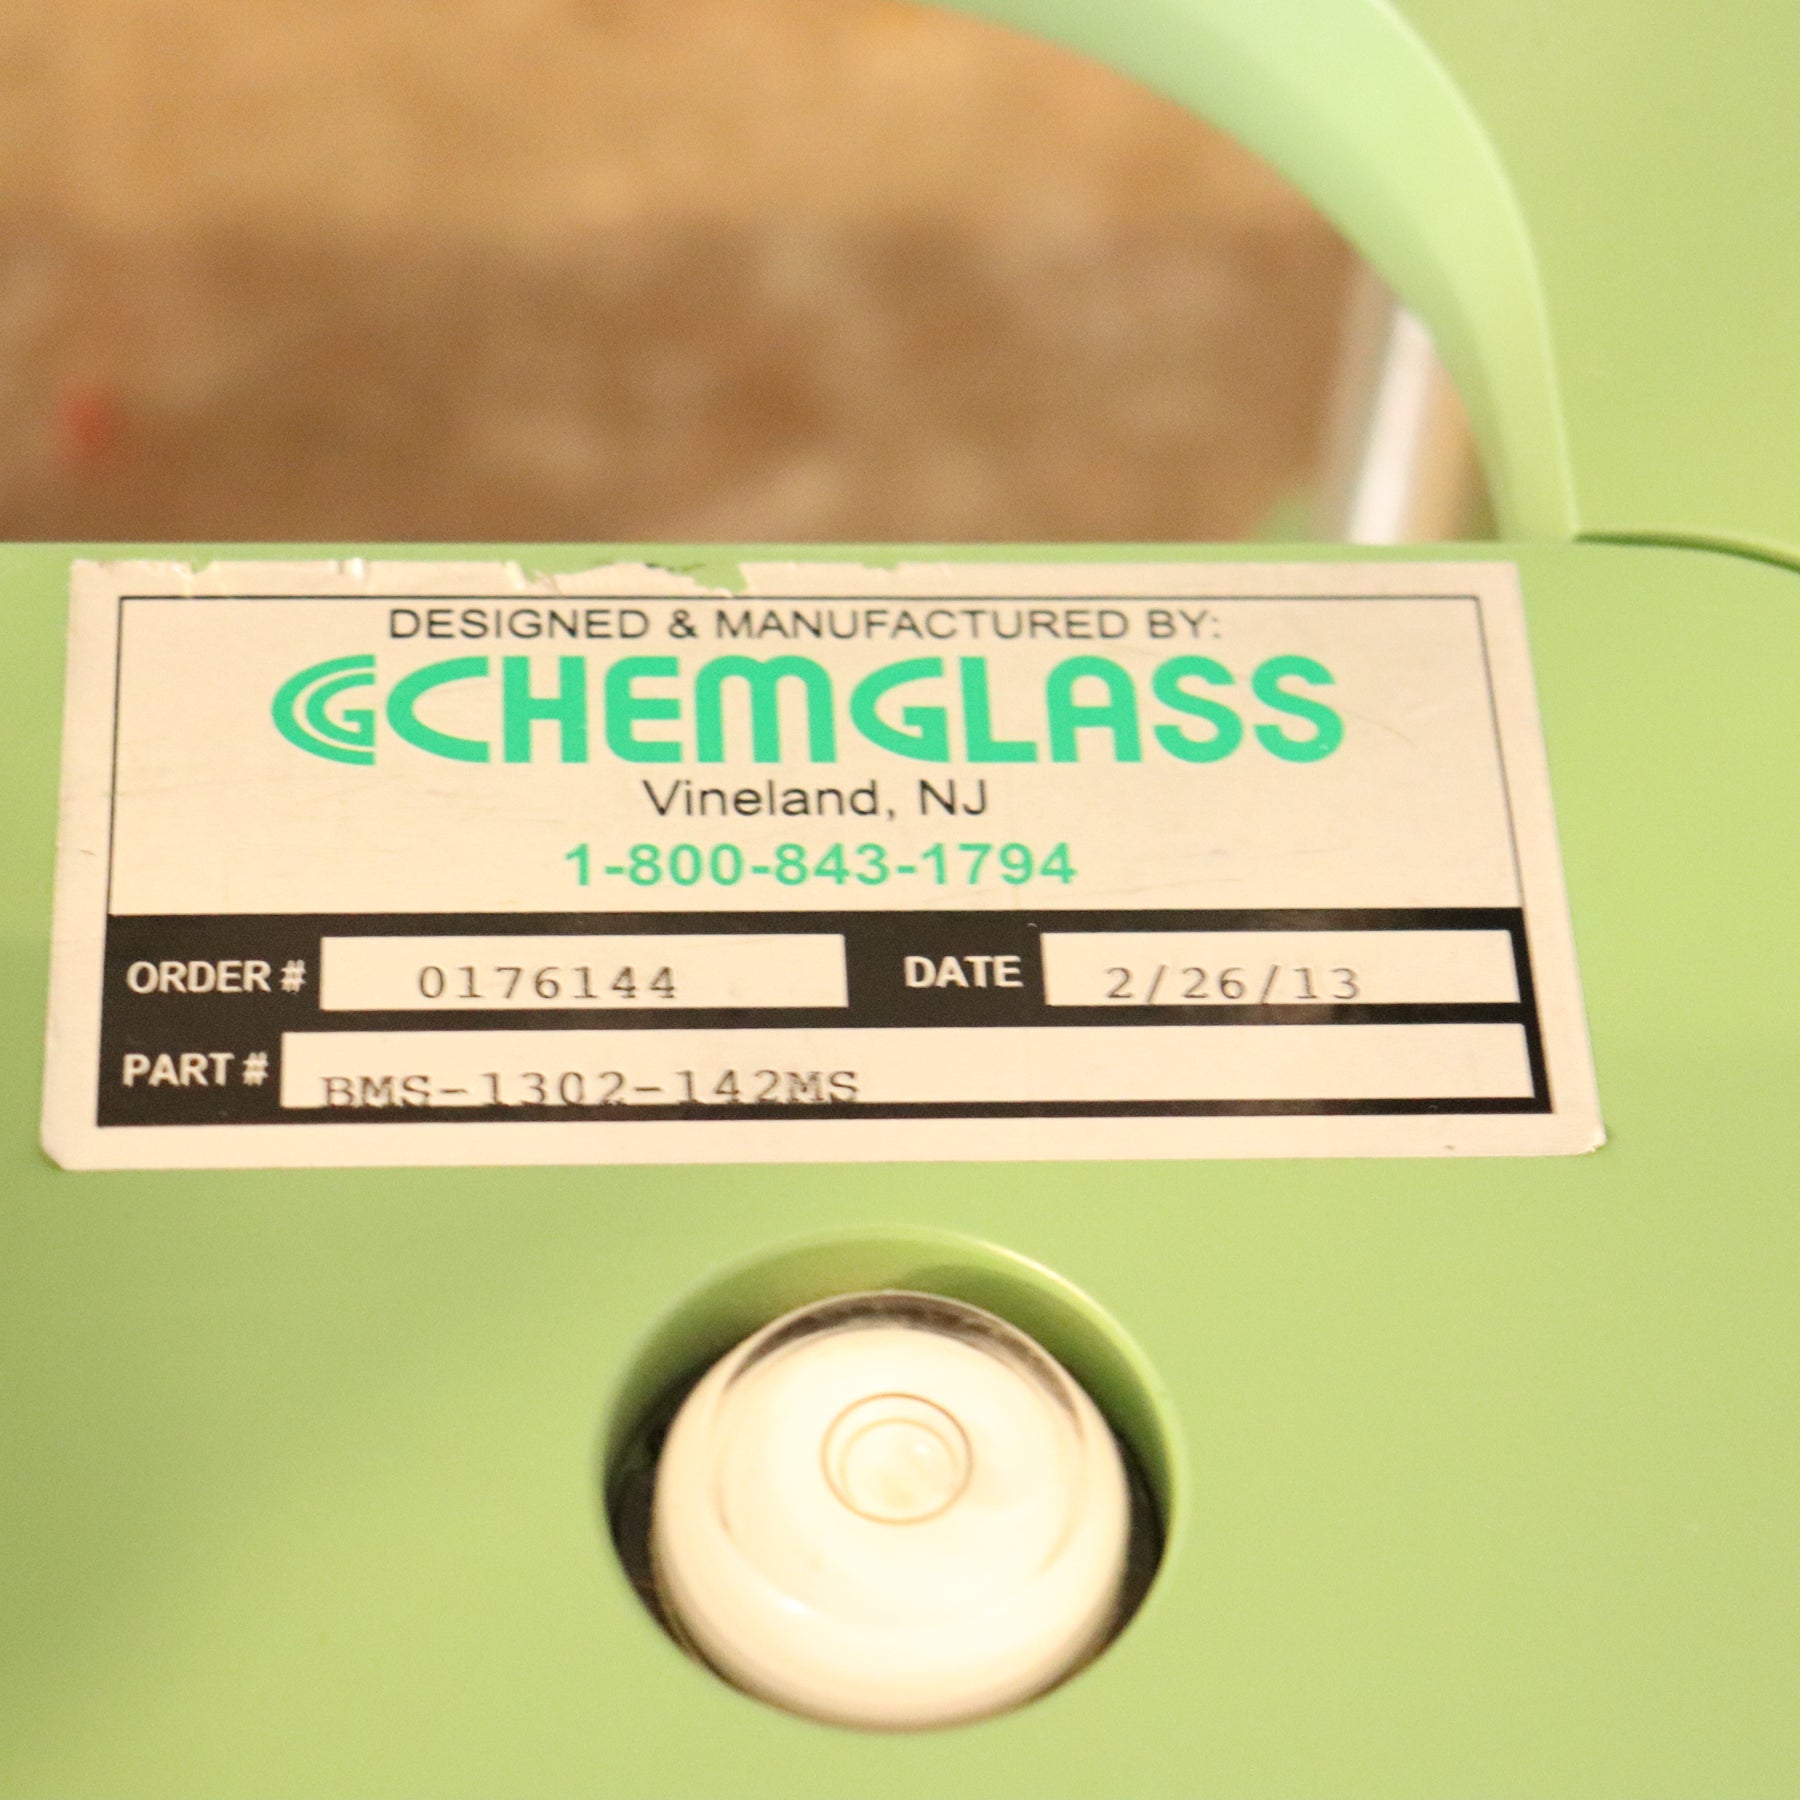 DESIGNED & MANUFACTURED BY:
CG CHEMGLASS
Vineland, NJ
1-800-843-1794
ORDER # 0176144 DATE 2/26/13
PART # BMS-1302-142MS